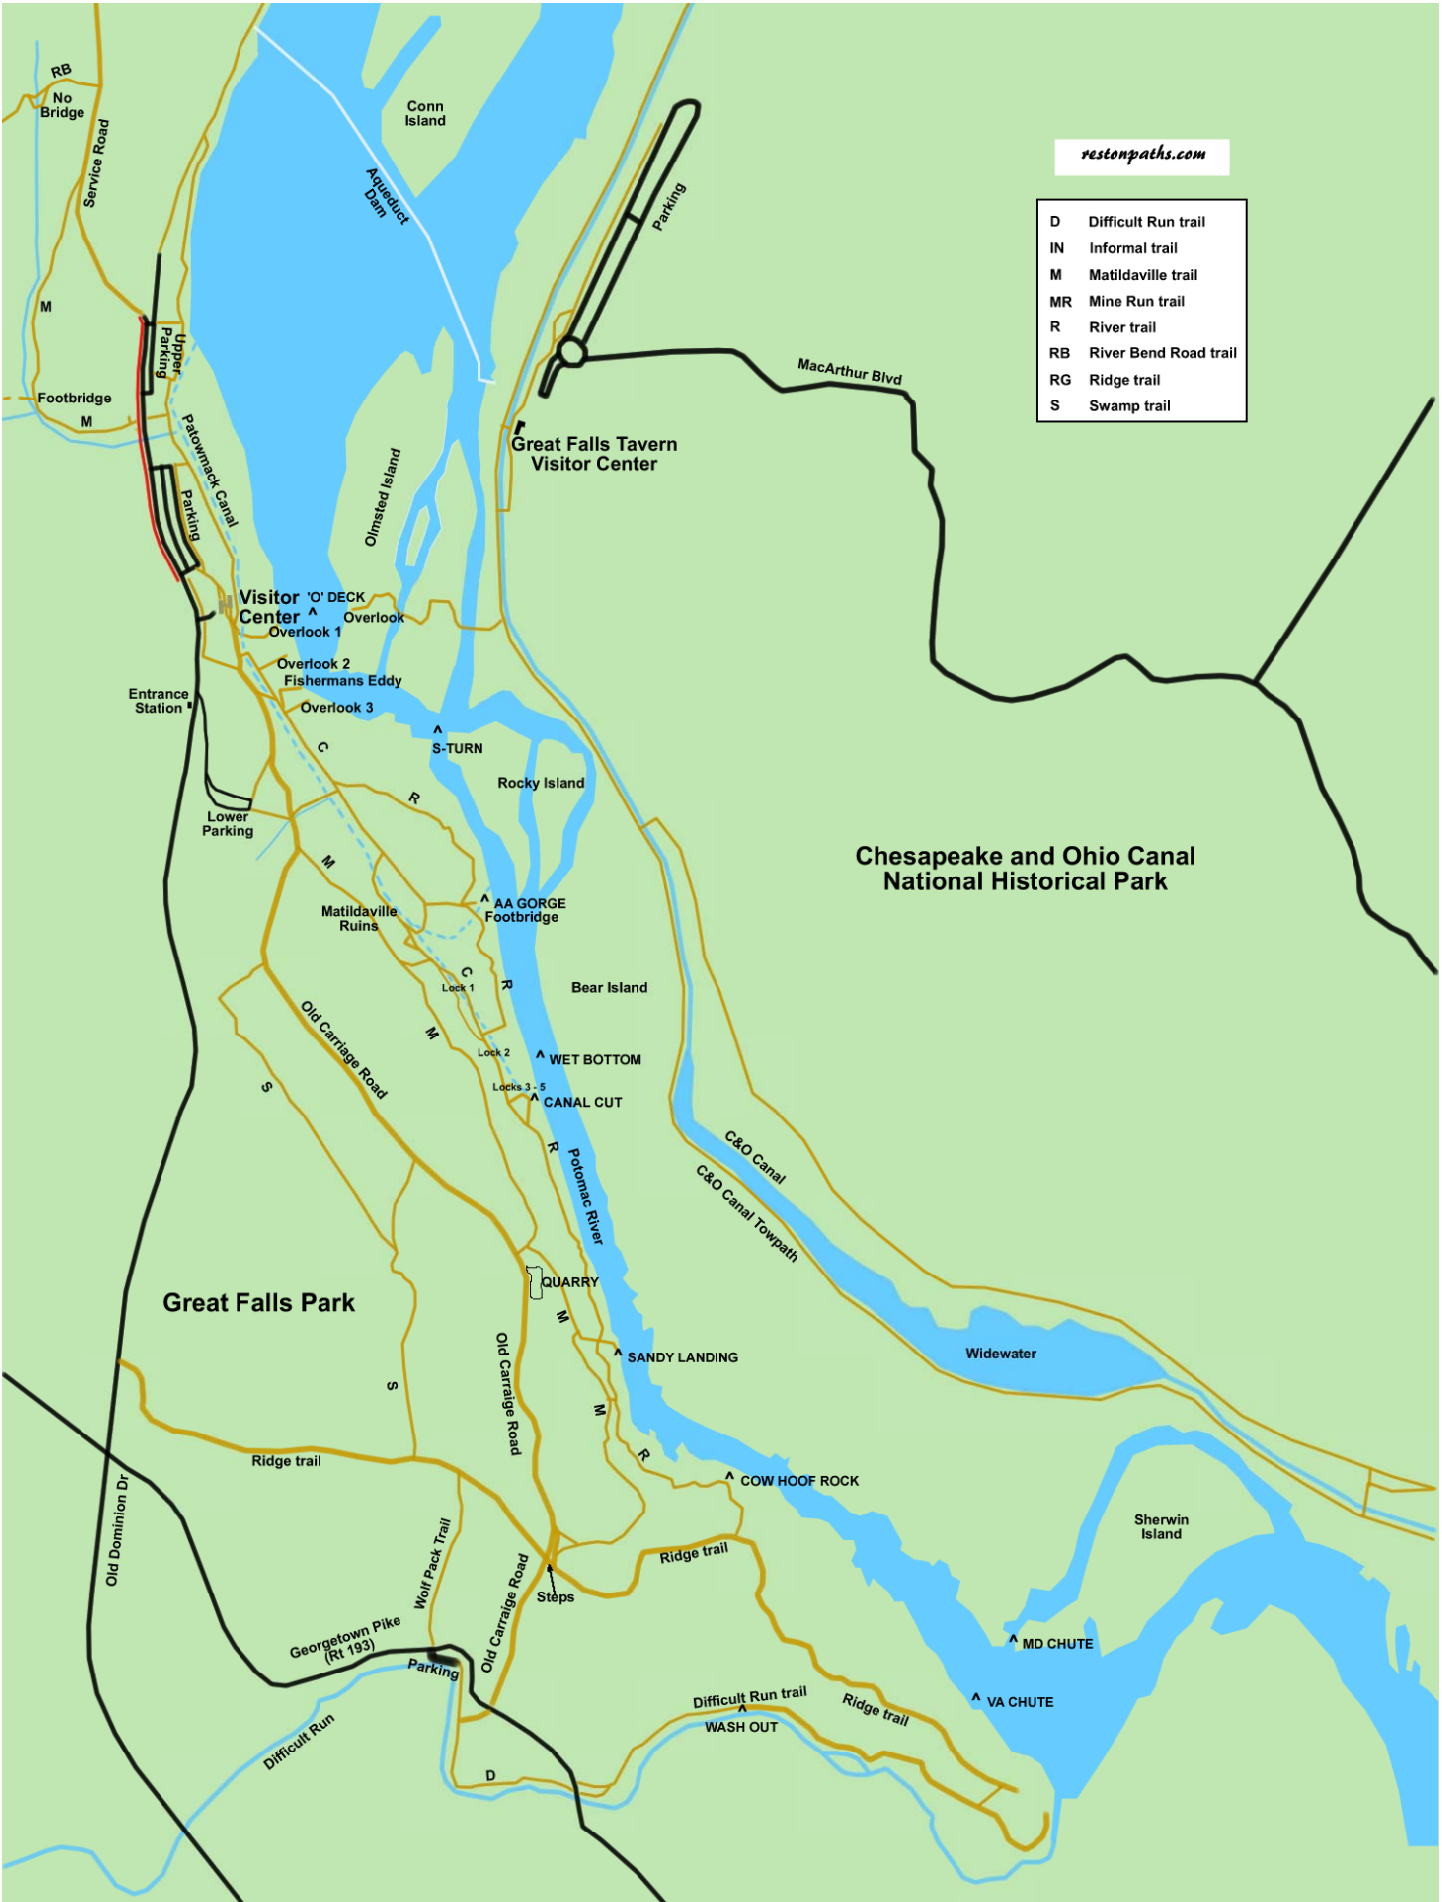 RB
No
Bridge
Service Road
Conn
Island
Aqueduct
Dam
Parking
restonpaths.com
D Difficult Run trail
IN Informal trail
M Matildaville trail
MR Mine Run trail
R River trail
RB River Bend Road trail
RG Ridge trail
S Swamp trail
M
Upper
Parking
MacArthur Blvd
Footbridge
M
Patowmack Canal
Great Falls Tavern
Visitor Center
Olmsted Island
Parking
Visitor
Center
'O' DECK
^
Overlook
Overlook 1
Overlook 2
Fishermans Eddy
Entrance
Station
Overlook 3
^
S-TURN
C
Rocky Island
R
Lower
Parking
M
Chesapeake and Ohio Canal
National Historical Park
Matildaville
Ruins
^ AA GORGE
Footbridge
C
Lock 1
R
Bear Island
Old Carriage Road
M
Lock 2
^ WET BOTTOM
S
Locks 3 - 5
^ CANAL CUT
R
Potomac River
C&O Canal
C&O Canal Towpath
QUARRY
Great Falls Park
M
Old Carraige Road
^ SANDY LANDING
Widewater
S
M
R
Ridge trail
^ COW HOOF ROCK
Old Dominion Dr
Sherwin
Island
Wolf Pack Trail
Ridge trail
Old Carraige Road
Steps
Georgetown Pike
(Rt 193)
^ MD CHUTE
Parking
Difficult Run trail
^
WASH OUT
Ridge trail
^ VA CHUTE
Difficult Run
D